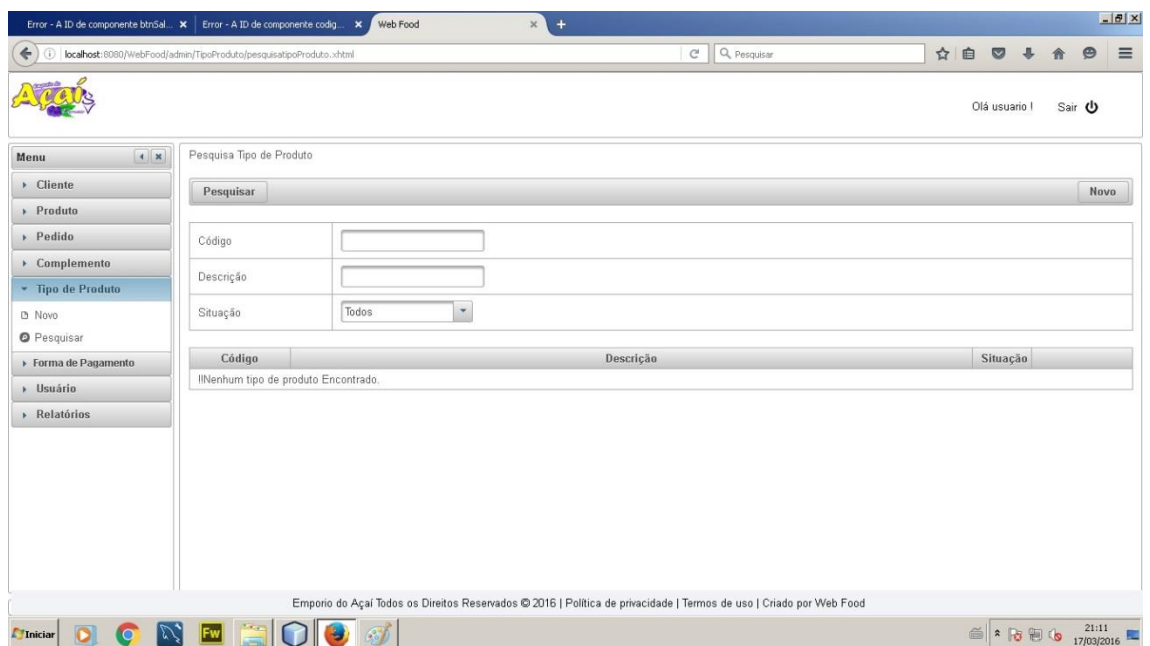 Error - A ID de componente btnSal...
Error - A ID de componente codig...
Web Food
localhost:8080/WebFood/admin/TipoProduto/pesquisatipoProduto.xhtml
Pesquisar
Açaís
Olá usuario !
Sair
Menu
Cliente
Produto
Pedido
Complemento
Tipo de Produto
Novo
Pesquisar
Forma de Pagamento
Usuário
Relatórios
Pesquisa Tipo de Produto
Pesquisar
Novo
Código
Descrição
Situação
Todos
Código Descrição Situação
!!Nenhum tipo de produto Encontrado.
Emporio do Açaí Todos os Direitos Reservados © 2016 | Política de privacidade | Termos de uso | Criado por Web Food
Iniciar
Fw
21:11
17/03/2016